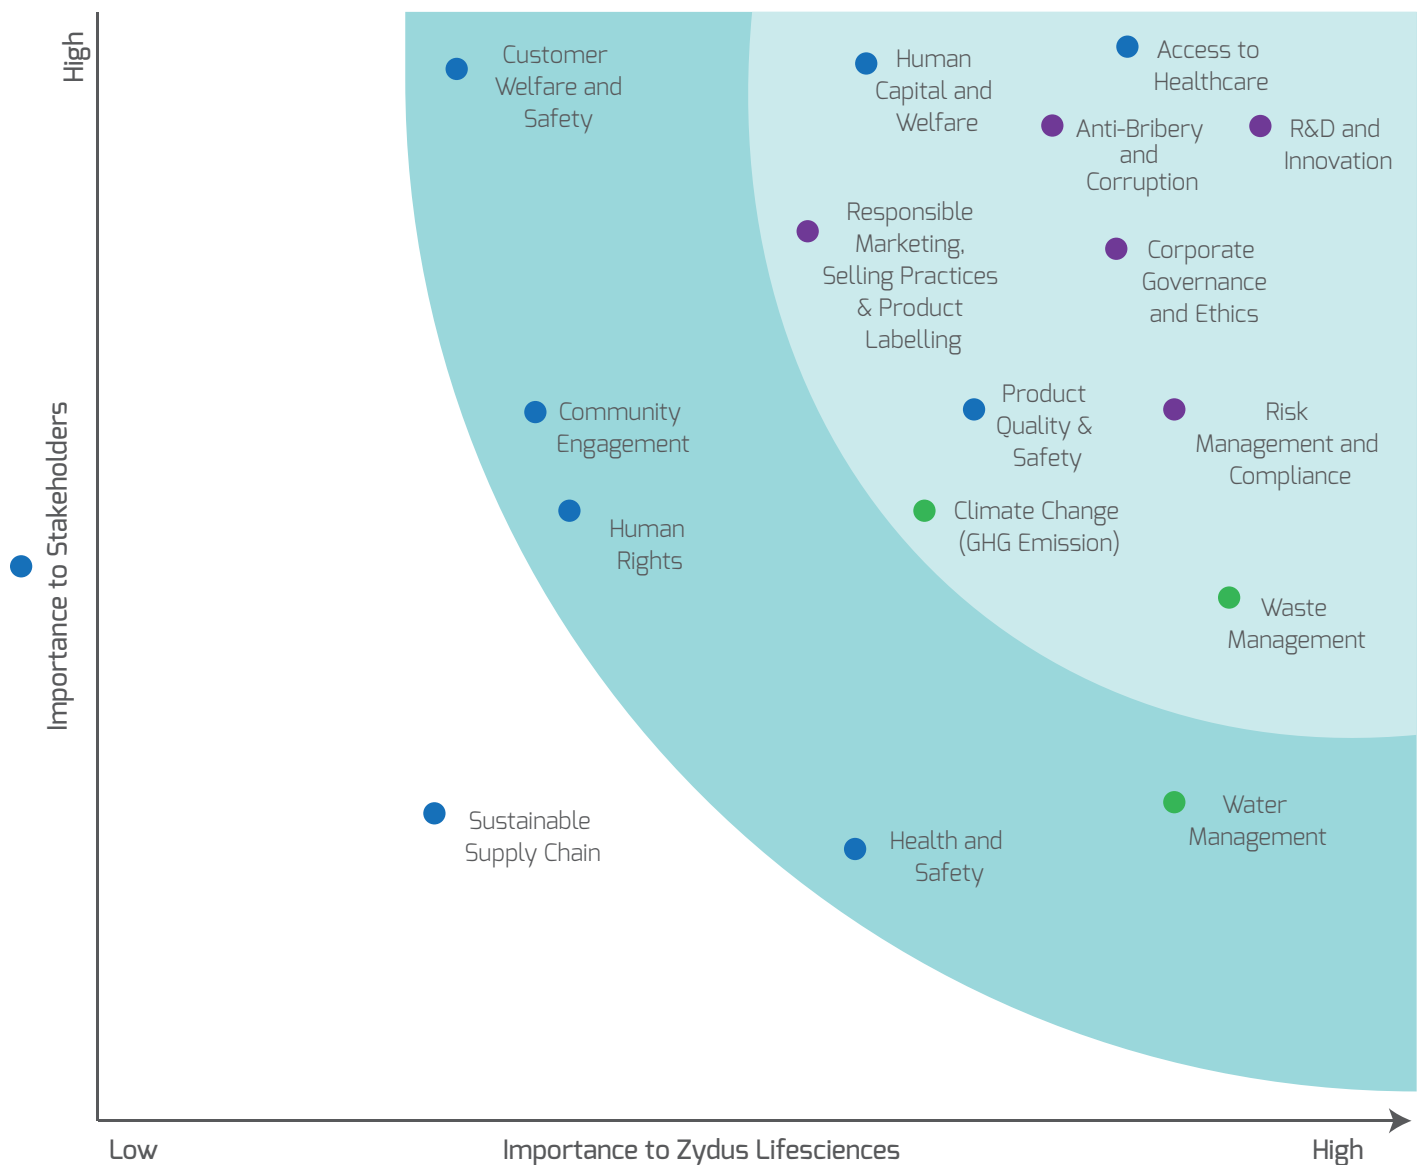 High
Importance to Stakeholders
Customer
Welfare and
Safety
Human
Capital and
Welfare
Access to
Healthcare
Anti-Bribery
and
Corruption
R&D and
Innovation
Responsible
Marketing,
Selling Practices
& Product
Labelling
Corporate
Governance
and Ethics
Community
Engagement
Product
Quality &
Safety
Risk
Management and
Compliance
Human
Rights
Climate Change
(GHG Emission)
Waste
Management
Sustainable
Supply Chain
Health and
Safety
Water
Management
Low
Importance to Zydus Lifesciences
High